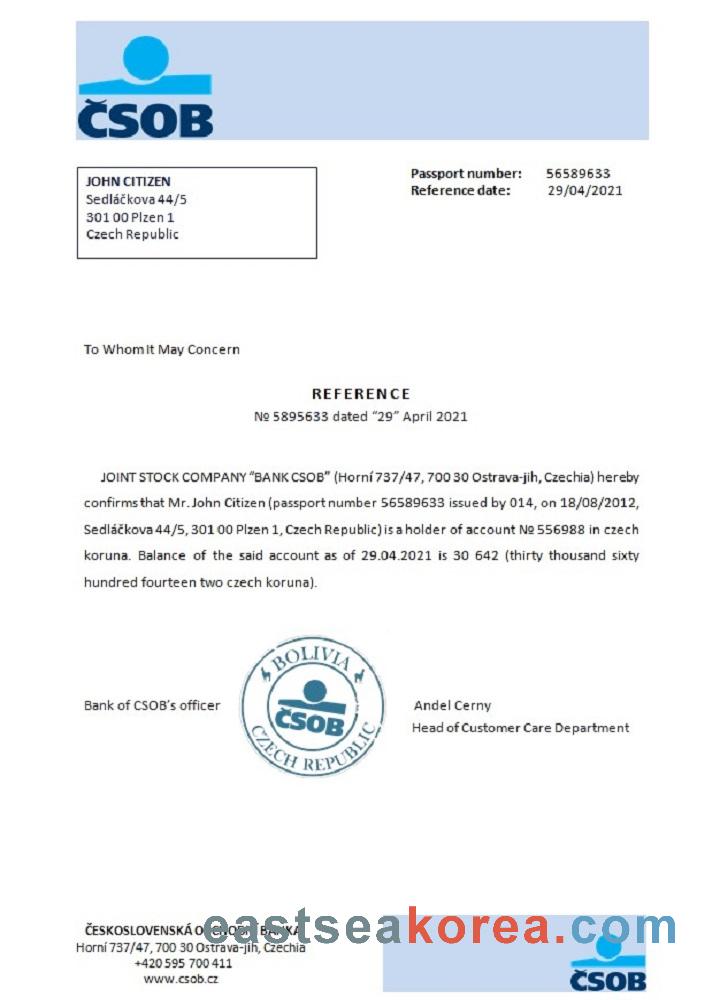 ČSOB
JOHN CITIZEN
Sedláčkova 44/5
301 00 Plzen 1
Czech Republic
Passport number: 56589633
Reference date: 29/04/2021
To Whom It May Concern
REFERENCE
№ 5895633 dated “29” April 2021
JOINT STOCK COMPANY “BANK CSOB” (Horní 737/47, 700 30 Ostrava-jih, Czechia) hereby
confirms that Mr. John Citizen (passport number 56589633 issued by 014, on 18/08/2012,
Sedláčkova 44/5, 301 00 Plzen 1, Czech Republic) is a holder of account № 556988 in czech
koruna. Balance of the said account as of 29.04.2021 is 30 642 (thirty thousand sixty
hundred fourteen two czech koruna).
Bank of CSOB’s officer
BOLIVIA
ČSOB
CZECH REPUBLIC
Andel Cerny
Head of Customer Care Department
ČESKOSLOVENSKÁ OBCHODNÍ BANKA
Horní 737/47, 700 30 Ostrava-jih, Czechia
+420 595 700 411
www.csob.cz
eastseakorea.com
ČSOB